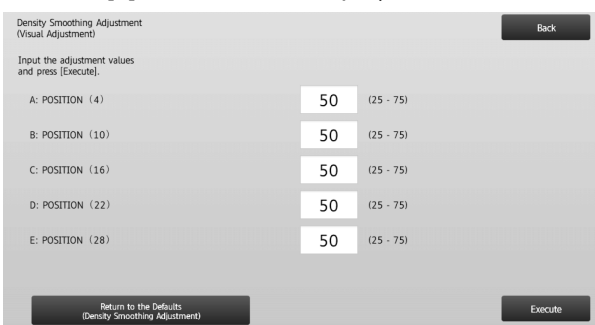 Density Smoothing Adjustment
(Visual Adjustment)
Back
Input the adjustment values
and press [Execute].
A: POSITION (4) 50 (25 - 75)
B: POSITION (10) 50 (25 - 75)
C: POSITION (16) 50 (25 - 75)
D: POSITION (22) 50 (25 - 75)
E: POSITION (28) 50 (25 - 75)
Return to the Defaults
(Density Smoothing Adjustment)
Execute